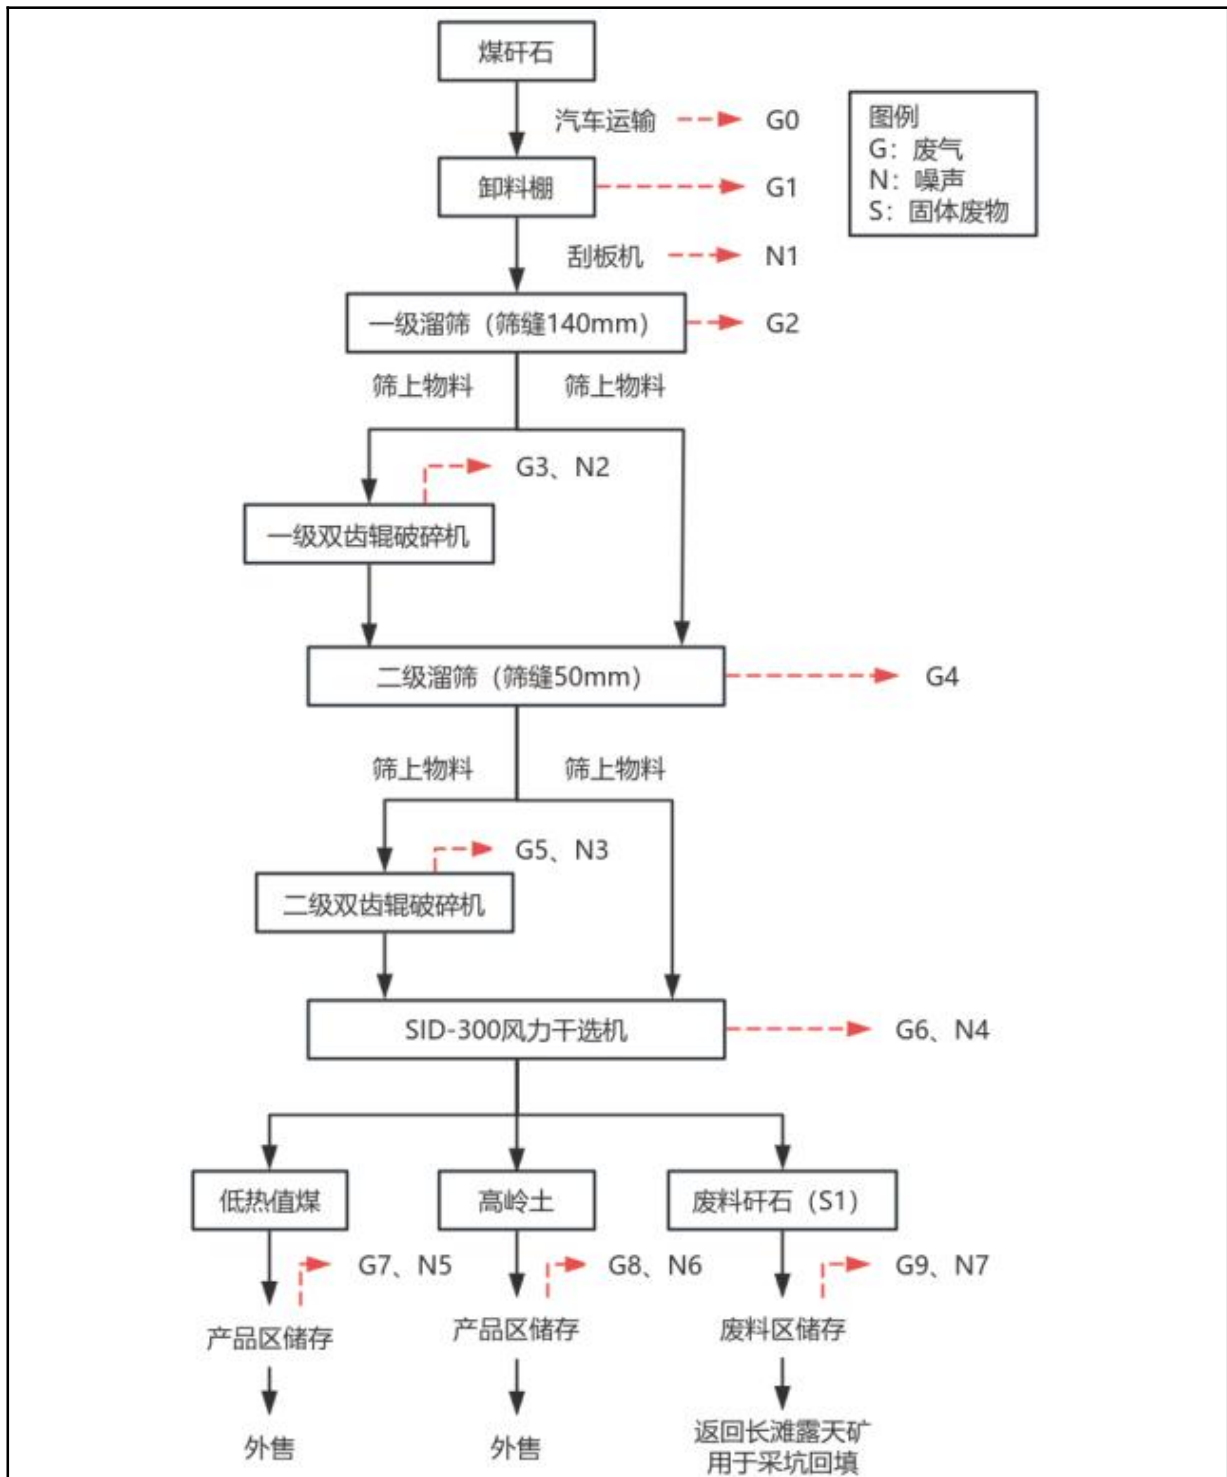 煤矸石
汽车运输 G0
图例
G：废气
N：噪声
S：固体废物
卸料棚 G1
刮板机 N1
一级溜筛（筛缝140mm） G2
筛上物料 筛上物料
G3、N2
一级双齿辊破碎机
二级溜筛（筛缝50mm） G4
筛上物料 筛上物料
G5、N3
二级双齿辊破碎机
SID-300风力干选机 G6、N4
低热值煤 高岭土 废料矸石（S1）
G7、N5 G8、N6 G9、N7
产品区储存 产品区储存 废料区储存
外售 外售 返回长滩露天矿
用于采坑回填